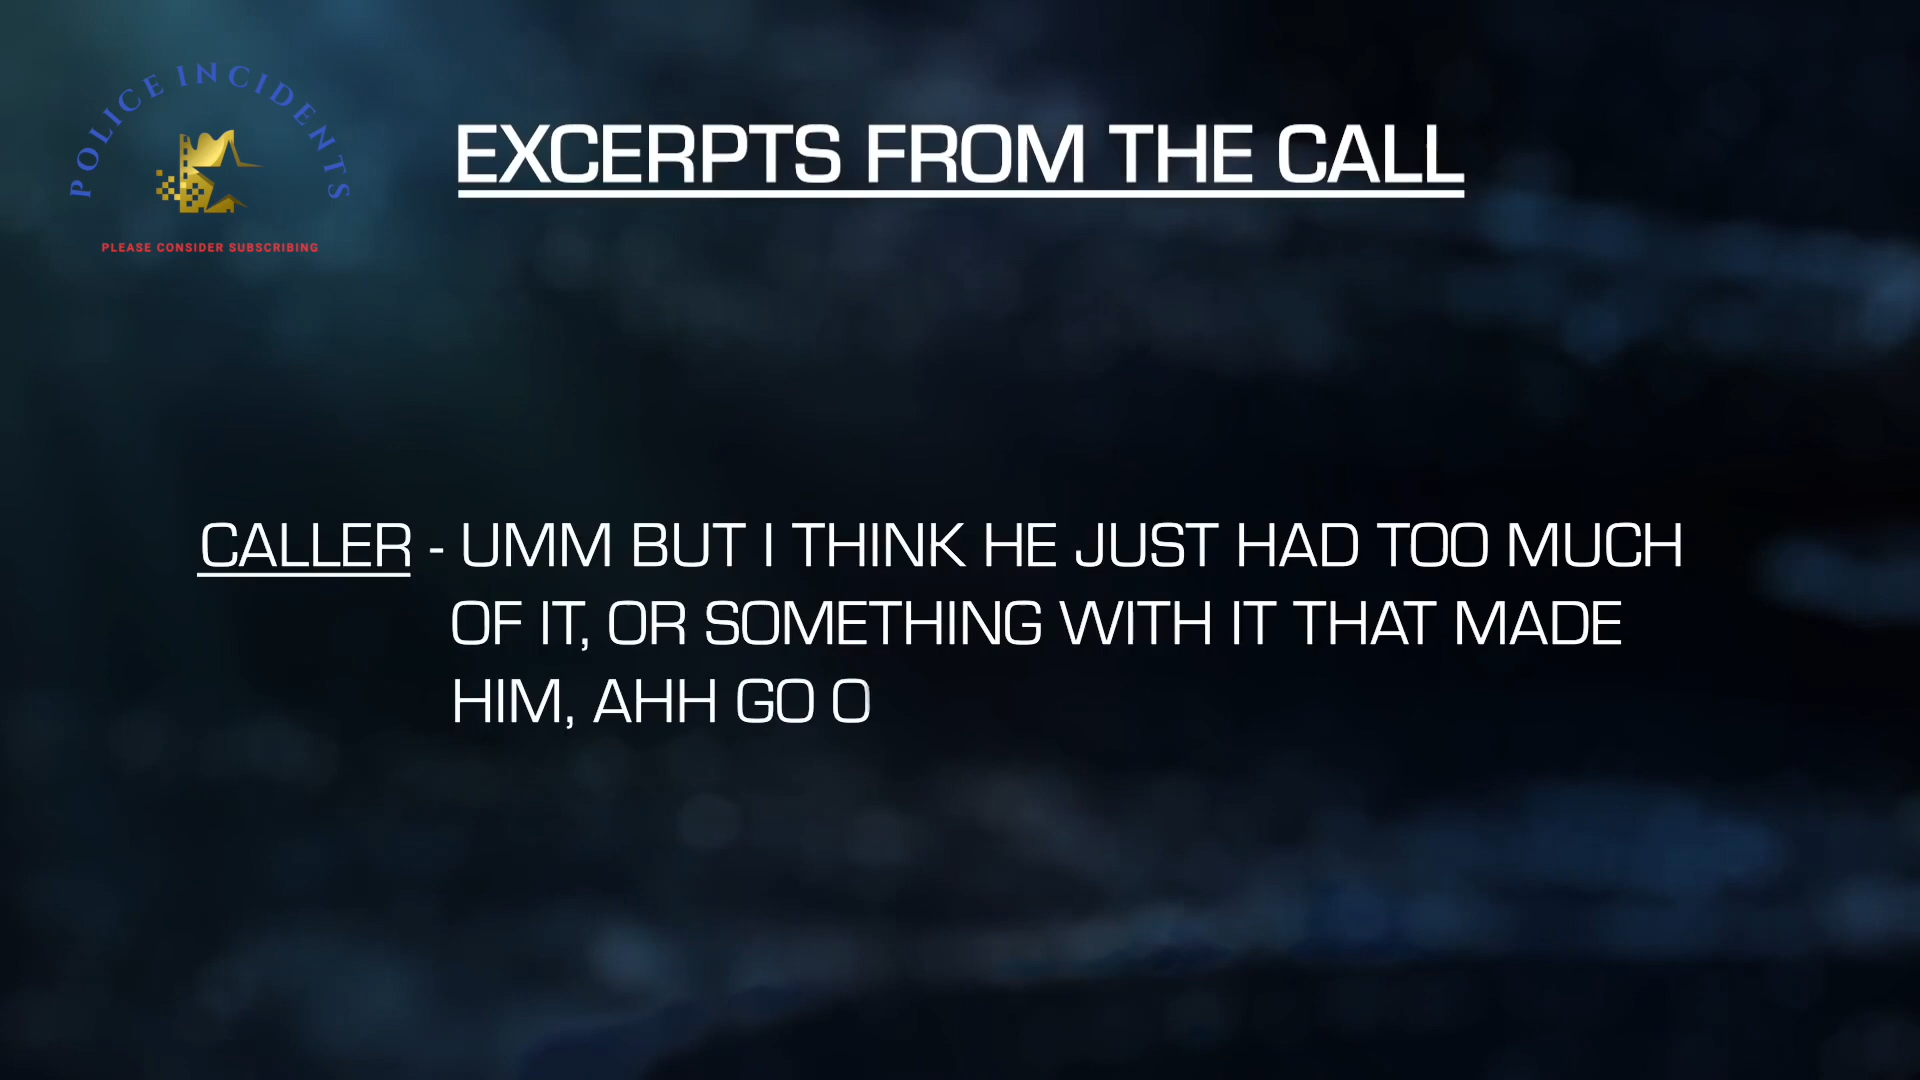 POLICE INCIDENTS
PLEASE CONSIDER SUBSCRIBING
EXCERPTS FROM THE CALL
CALLER - UMM BUT I THINK HE JUST HAD TOO MUCH
OF IT, OR SOMETHING WITH IT THAT MADE
HIM, AHH GO O